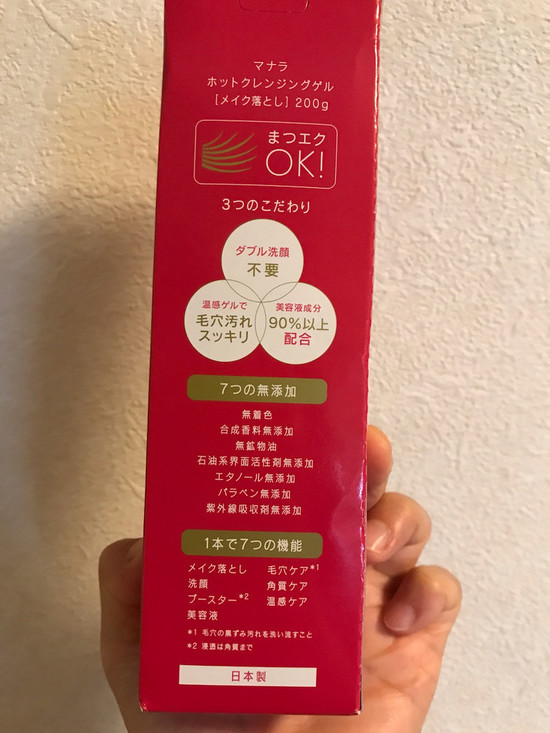 マナラ
ホットクレンジングゲル
[メイク落とし] 200g
まつエク
OK!
3つのこだわり
ダブル洗顔
不要
温感ゲルで
毛穴汚れ
スッキリ
美容液成分
90%以上
配合
7つの無添加
無着色
合成香料無添加
無鉱物油
石油系界面活性剤無添加
エタノール無添加
パラベン無添加
紫外線吸収剤無添加
1本で7つの機能
メイク落とし 毛穴ケア*1
洗顔 角質ケア
ブースター*2 温感ケア
美容液
*1 毛穴の黒ずみ汚れを洗い流すこと
*2 浸透は角質まで
日本製